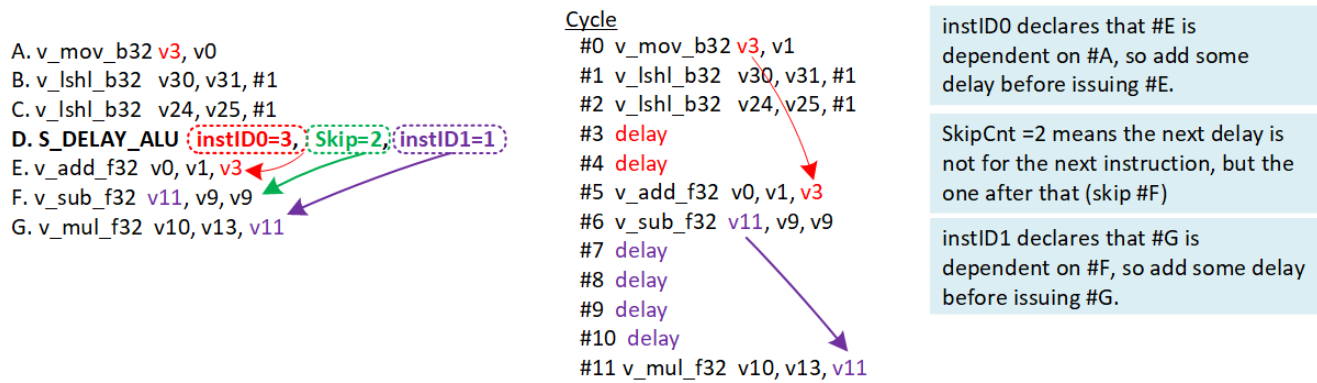 A. v_mov_b32 v3, v0
B. v_lshl_b32 v30, v31, #1
C. v_lshl_b32 v24, v25, #1
D. S_DELAY_ALU instID0=3, Skip=2, instID1=1
E. v_add_f32 v0, v1, v3
F. v_sub_f32 v11, v9, v9
G. v_mul_f32 v10, v13, v11
Cycle
#0 v_mov_b32 v3, v1
#1 v_lshl_b32 v30, v31, #1
#2 v_lshl_b32 v24, v25, #1
#3 delay
#4 delay
#5 v_add_f32 v0, v1, v3
#6 v_sub_f32 v11, v9, v9
#7 delay
#8 delay
#9 delay
#10 delay
#11 v_mul_f32 v10, v13, v11
instID0 declares that #E is
dependent on #A, so add some
delay before issuing #E.
SkipCnt =2 means the next delay is
not for the next instruction, but the
one after that (skip #F)
instID1 declares that #G is
dependent on #F, so add some delay
before issuing #G.